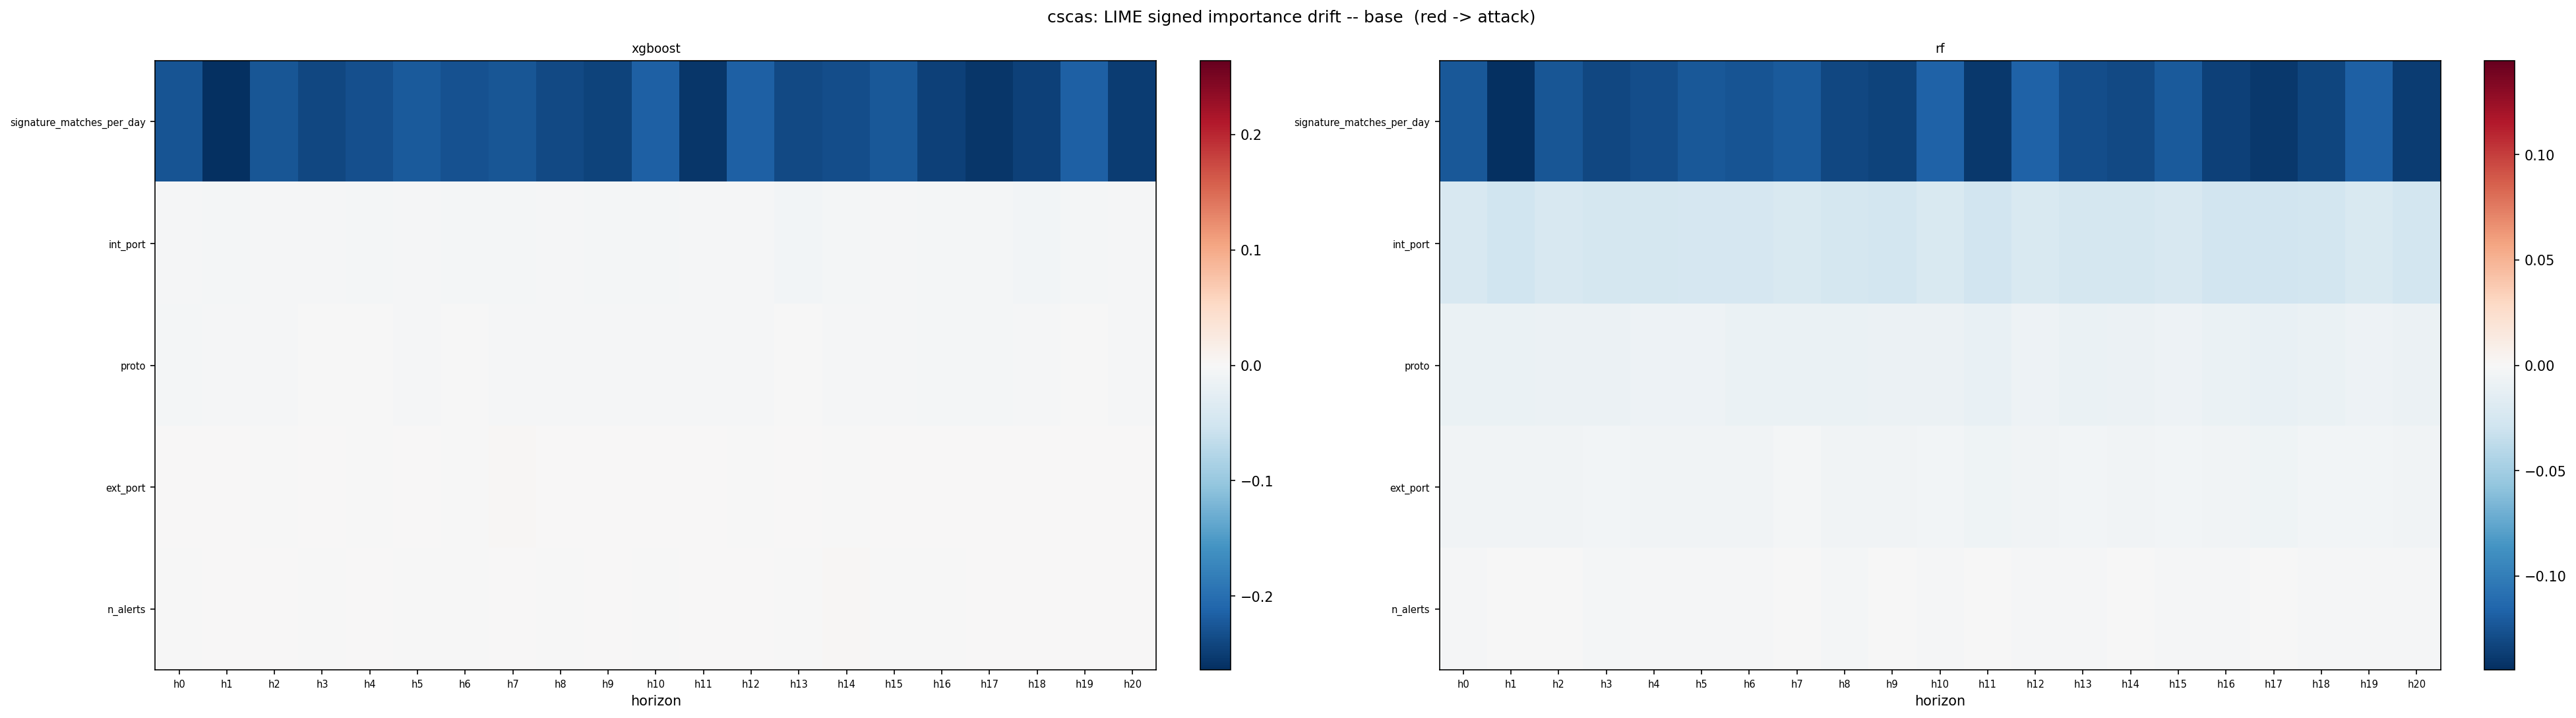 cscas: LIME signed importance drift -- base  (red -> attack)
xgboost
signature_matches_per_day
int_port
proto
ext_port
n_alerts
h0 h1 h2 h3 h4 h5 h6 h7 h8 h9 h10 h11 h12 h13 h14 h15 h16 h17 h18 h19 h20
horizon
0.2
0.1
0.0
−0.1
−0.2
rf
signature_matches_per_day
int_port
proto
ext_port
n_alerts
h0 h1 h2 h3 h4 h5 h6 h7 h8 h9 h10 h11 h12 h13 h14 h15 h16 h17 h18 h19 h20
horizon
0.10
0.05
0.00
−0.05
−0.10